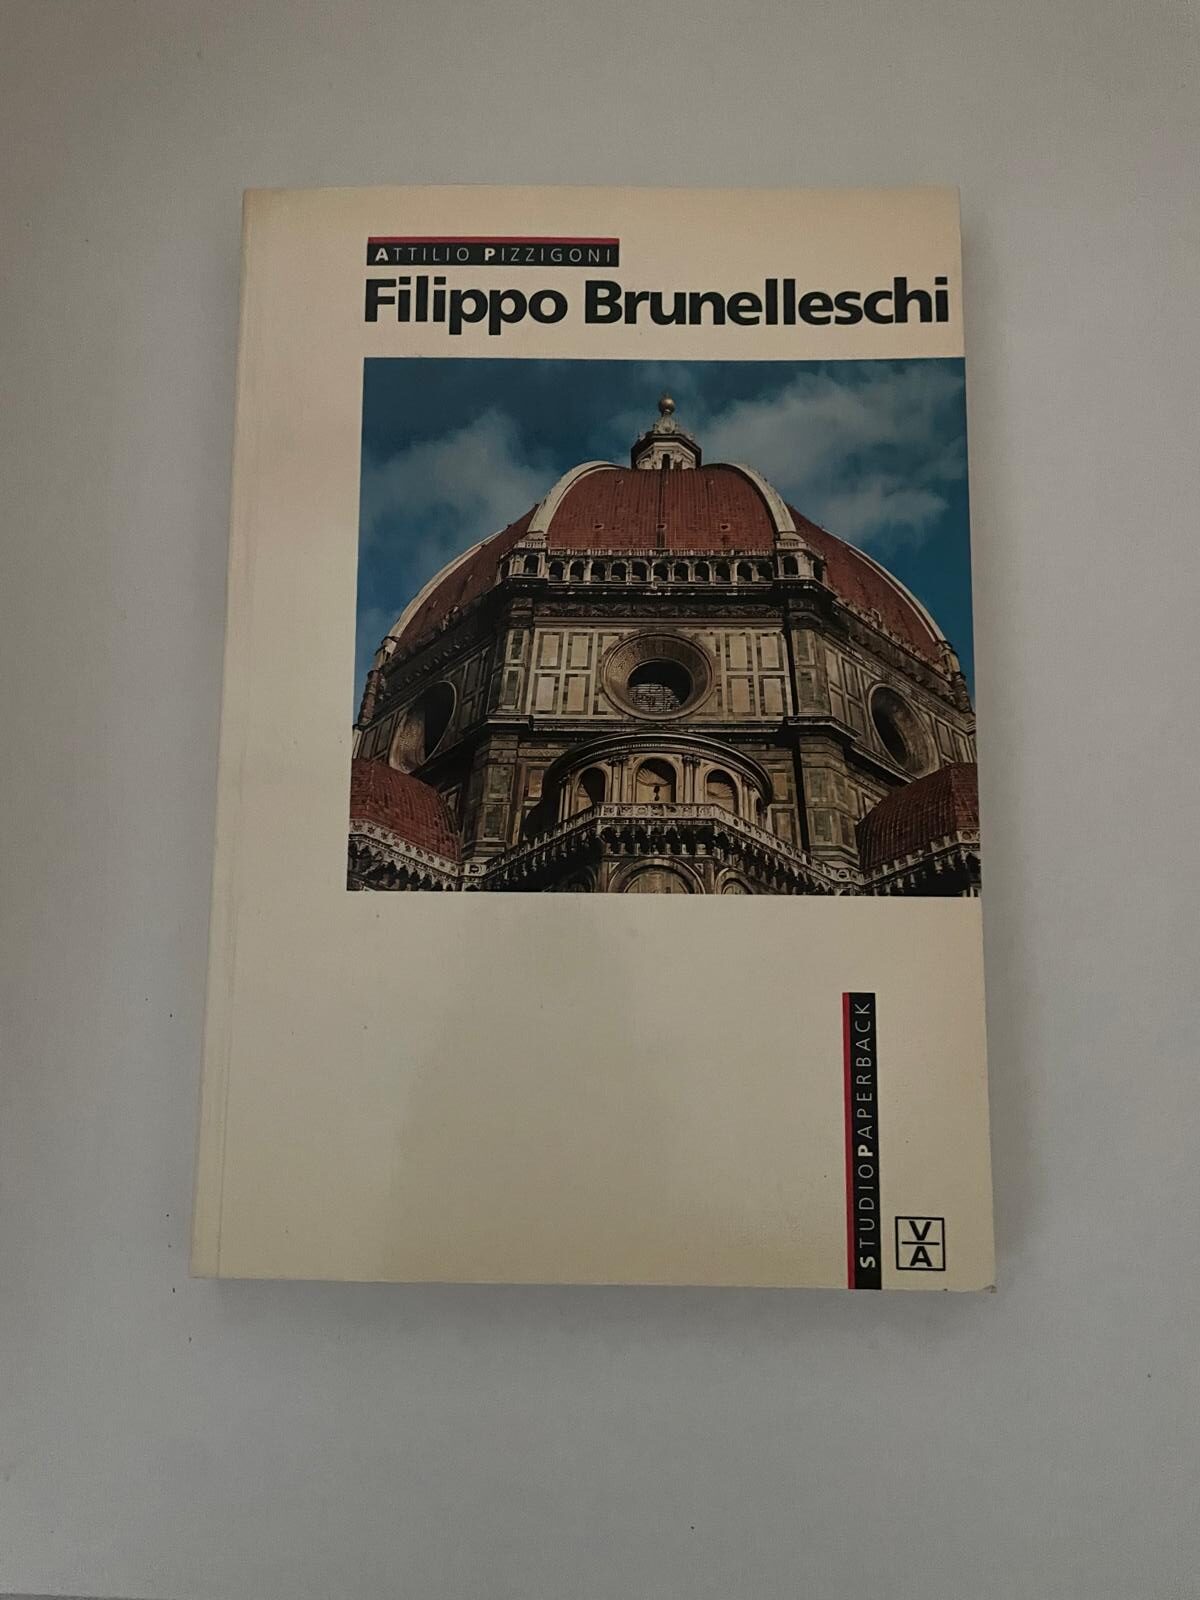 ATTILIO PIZZIGONI
Filippo Brunelleschi
STUDIOPAPERBACK
V
A